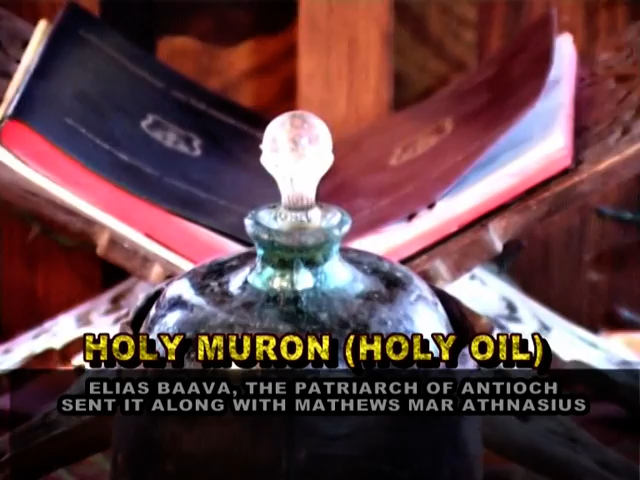 HOLY MURON (HOLY OIL)
ELIAS BAAVA, THE PATRIARCH OF ANTIOCH
SENT IT ALONG WITH MATHEWS MAR ATHNASIUS